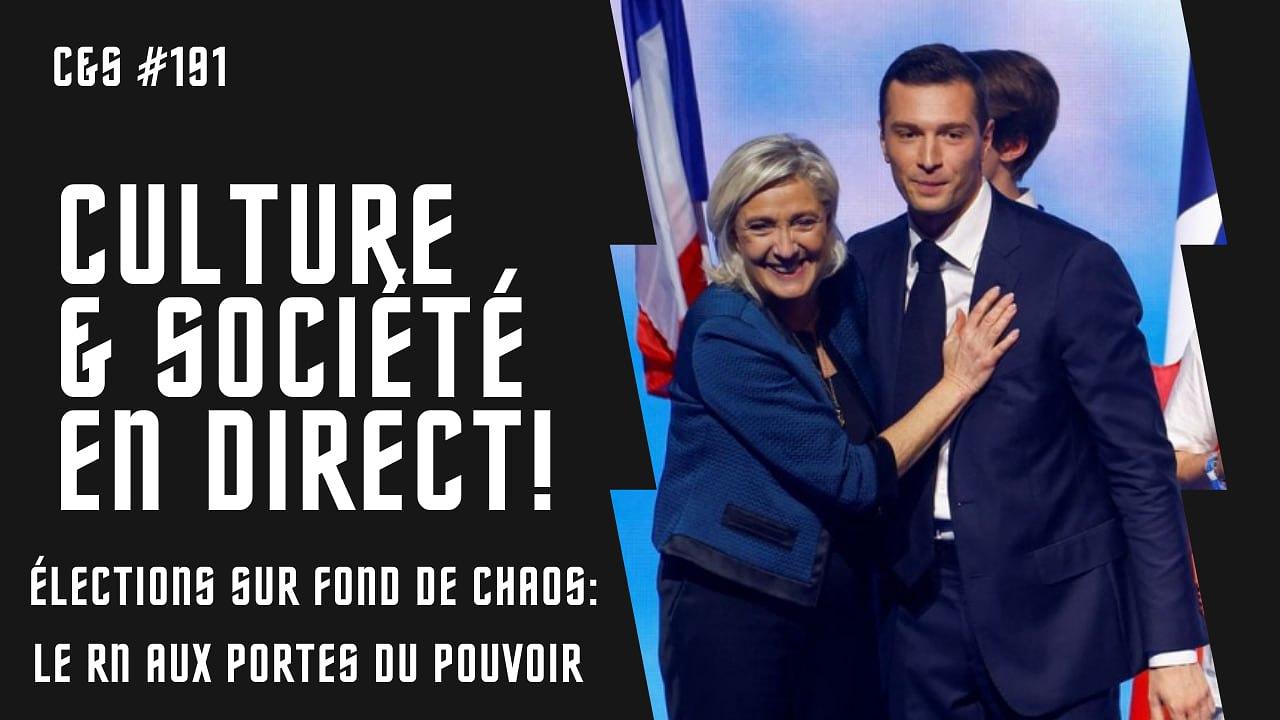 C&S #191
CULTURE
& SOCIÉTÉ
EN DIRECT!
ÉLECTIONS SUR FOND DE CHAOS:
LE RN AUX PORTES DU POUVOIR